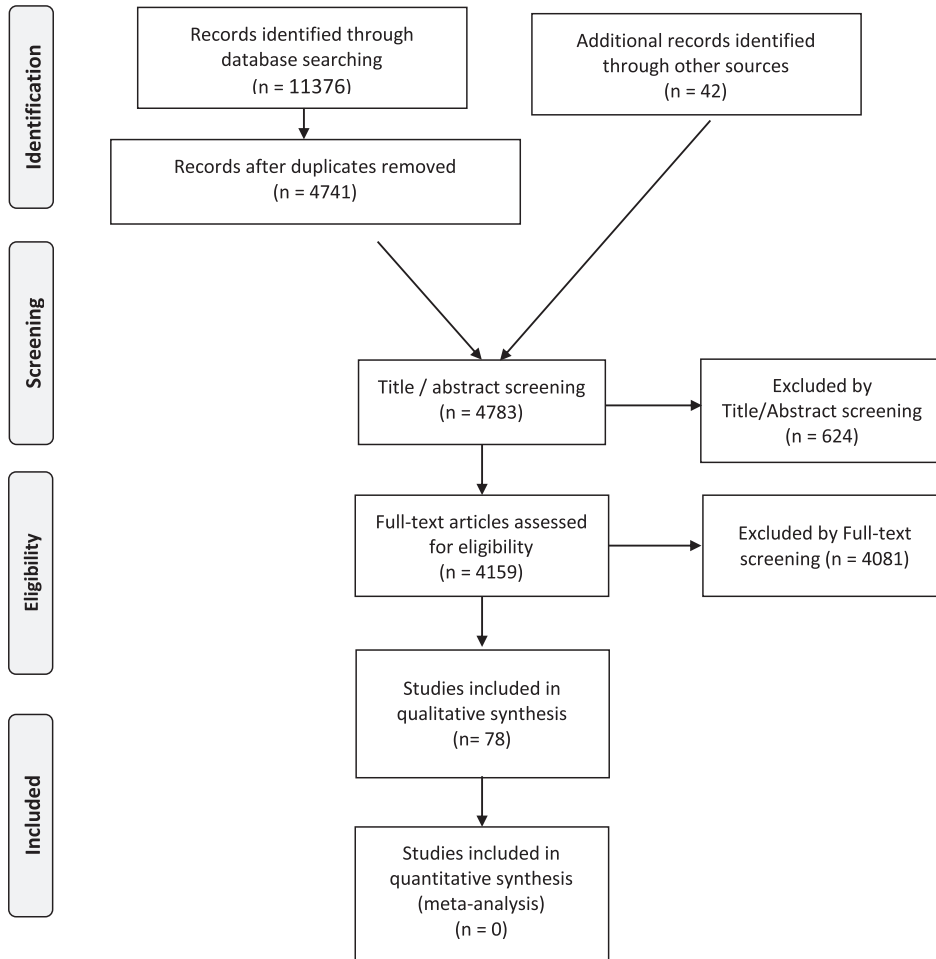 Identification
Records identified through
database searching
(n = 11376
Additional records identified
through other sources
(n = 42)
Records after duplicates removed
(n = 4741)
Screening
Title / abstract screening
(n = 4783)
Excluded by
Title/Abstract screening
(n = 624)
Eligibility
Full-text articles assessed
for eligibility
(n = 4159)
Excluded by Full-text
screening (n = 4081)
Studies included in
qualitative synthesis
(n= 78)
Included
Studies included in
quantitative synthesis
(meta-analysis)
(n = 0)